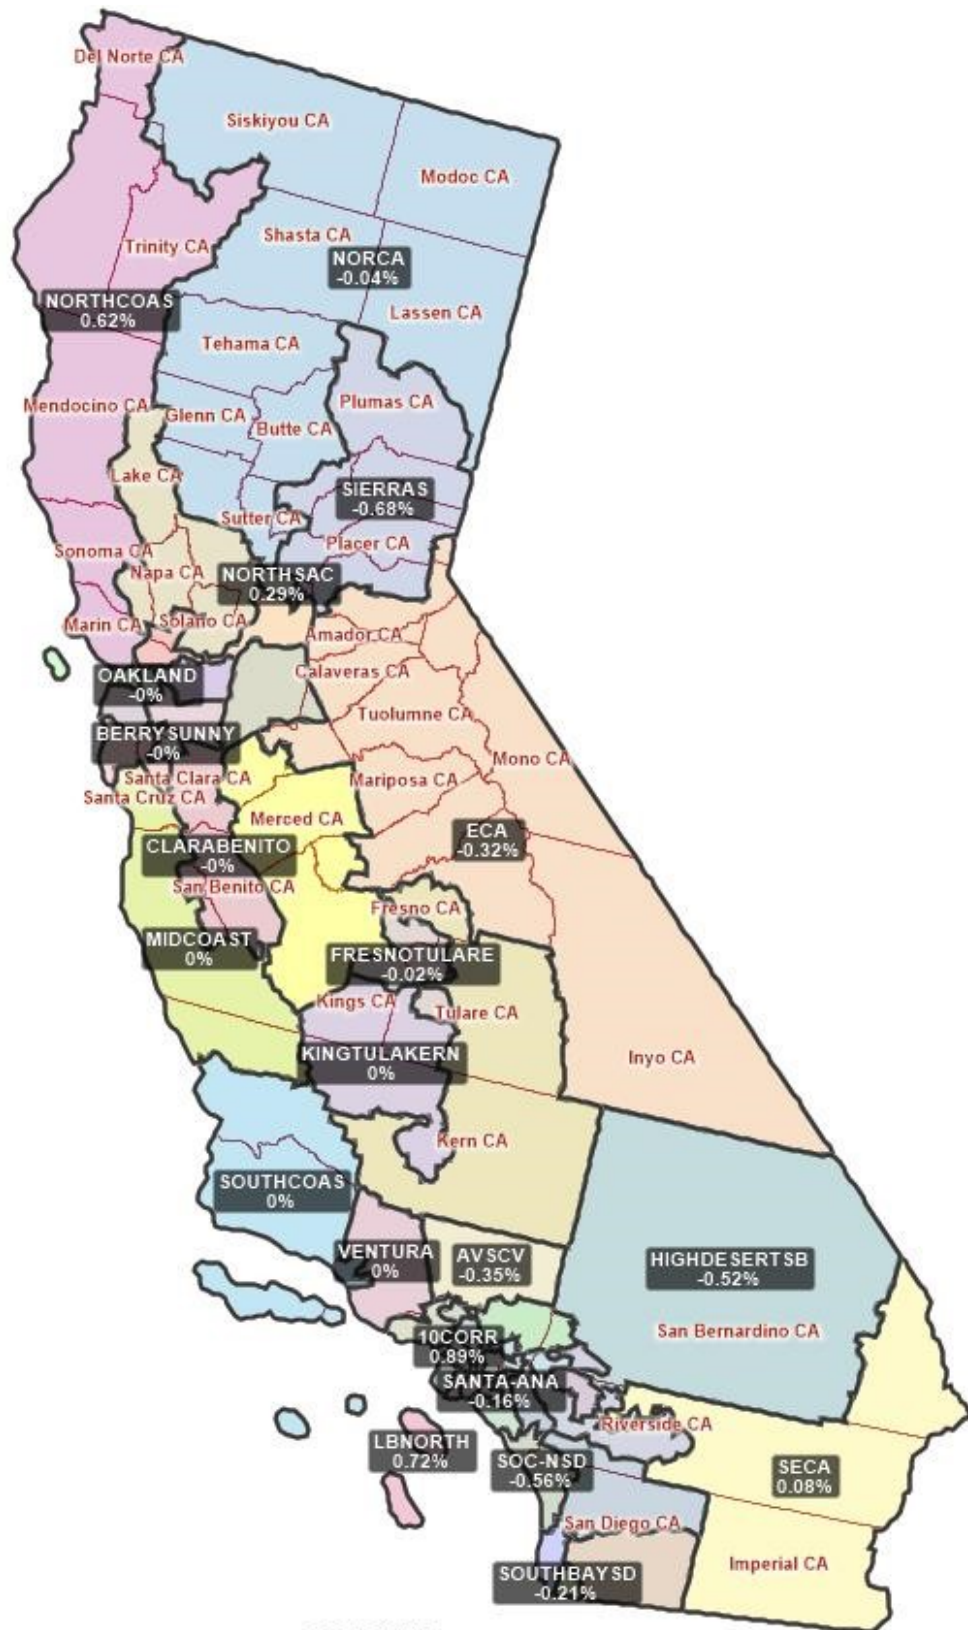 Del Norte CA
Siskiyou CA
Modoc CA
Trinity CA
Shasta CA
NORCA
-0.04%
NORTHCOAS
0.62%
Lassen CA
Tehama CA
Mendocino CA
Glenn CA
Butte CA
Plumas CA
Lake CA
SIERRAS
-0.68%
Sutter CA
Sonoma CA
Placer CA
Napa CA
NORTHSAC
0.29%
Marin CA
Solano CA
Amador CA
Calaveras CA
OAKLAND
-0%
Tuolumne CA
BERRYSUNNY
-0%
Mono CA
Santa Clara CA
Mariposa CA
Santa Cruz CA
Merced CA
ECA
-0.32%
CLARABENITO
-0%
San Benito CA
Fresno CA
MIDCOAST
0%
FRESNOTULARE
-0.02%
Kings CA
Tulare CA
KINGTULAKERN
0%
Inyo CA
Kern CA
SOUTHCOAS
0%
VENTURA
0%
AVSCV
-0.35%
HIGHDESERTSB
-0.52%
San Bernardino CA
10CORR
0.89%
SANTA-ANA
-0.16%
Riverside CA
LBNORTH
0.72%
SOC-NSD
-0.56%
SECA
0.08%
San Diego CA
Imperial CA
SOUTHBAYSD
-0.21%